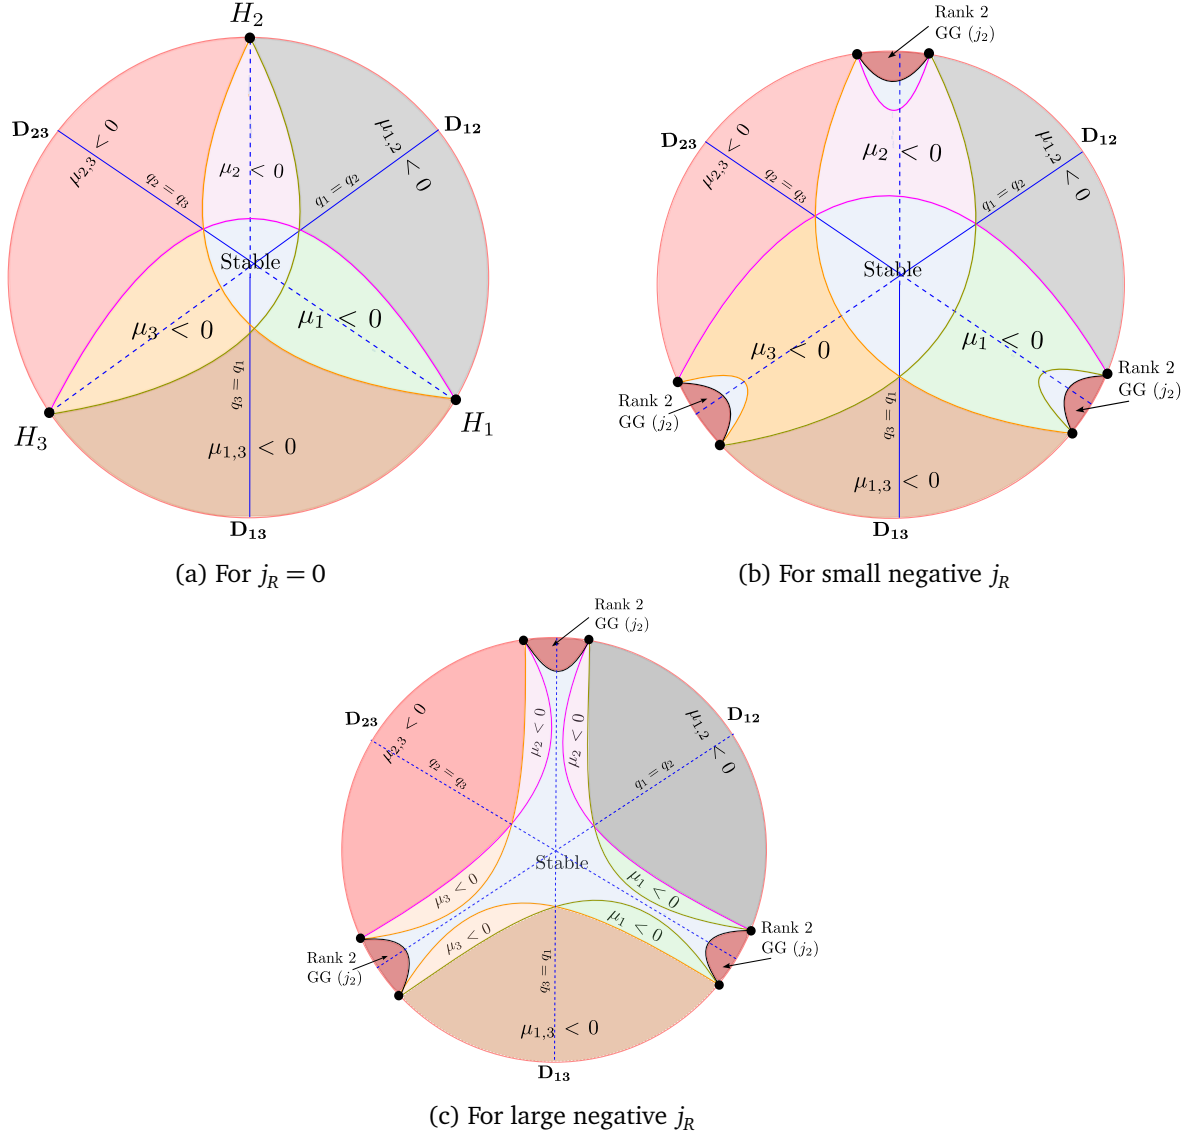 H₂
D₂₃
D₁₂
μ₂,₃ < 0
μ₁,₂ < 0
q₂ = q₃
μ₂ < 0
q₁ = q₂
Stable
μ₃ < 0
μ₁ < 0
q₃ = q₁
H₃
H₁
μ₁,₃ < 0
D₁₃
(a) For j_R = 0
Rank 2
GG (j₂)
D₂₃
D₁₂
μ₂,₃ < 0
μ₁,₂ < 0
μ₂ < 0
q₂ = q₃
q₁ = q₂
Stable
μ₃ < 0
μ₁ < 0
Rank 2
GG (j₂)
Rank 2
GG (j₂)
q₃ = q₁
μ₁,₃ < 0
D₁₃
(b) For small negative j_R
Rank 2
GG (j₂)
D₂₃
D₁₂
μ₂,₃ < 0
μ₂ < 0
μ₂ < 0
μ₁,₂ < 0
q₂ = q₃
q₁ = q₂
Stable
μ₃ < 0
μ₁ < 0
μ₃ < 0
μ₁ < 0
Rank 2
GG (j₂)
Rank 2
GG (j₂)
q₃ = q₁
μ₁,₃ < 0
D₁₃
(c) For large negative j_R